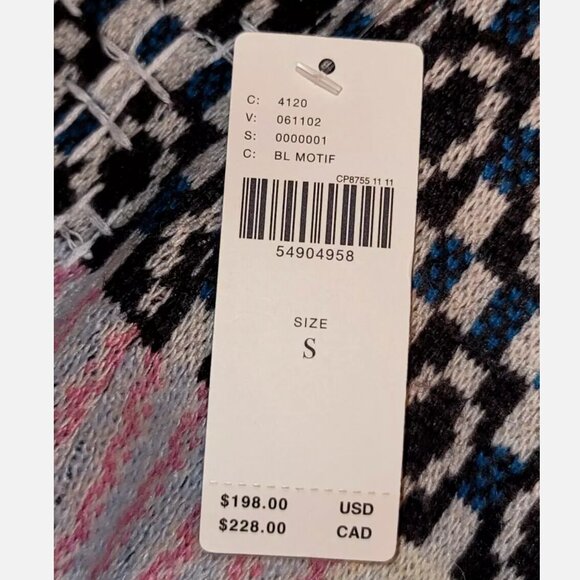 C: 4120
V: 061102
S: 0000001
C: BL MOTIF
CP8755 11 11
54904958
SIZE
S
$198.00 USD
$228.00 CAD